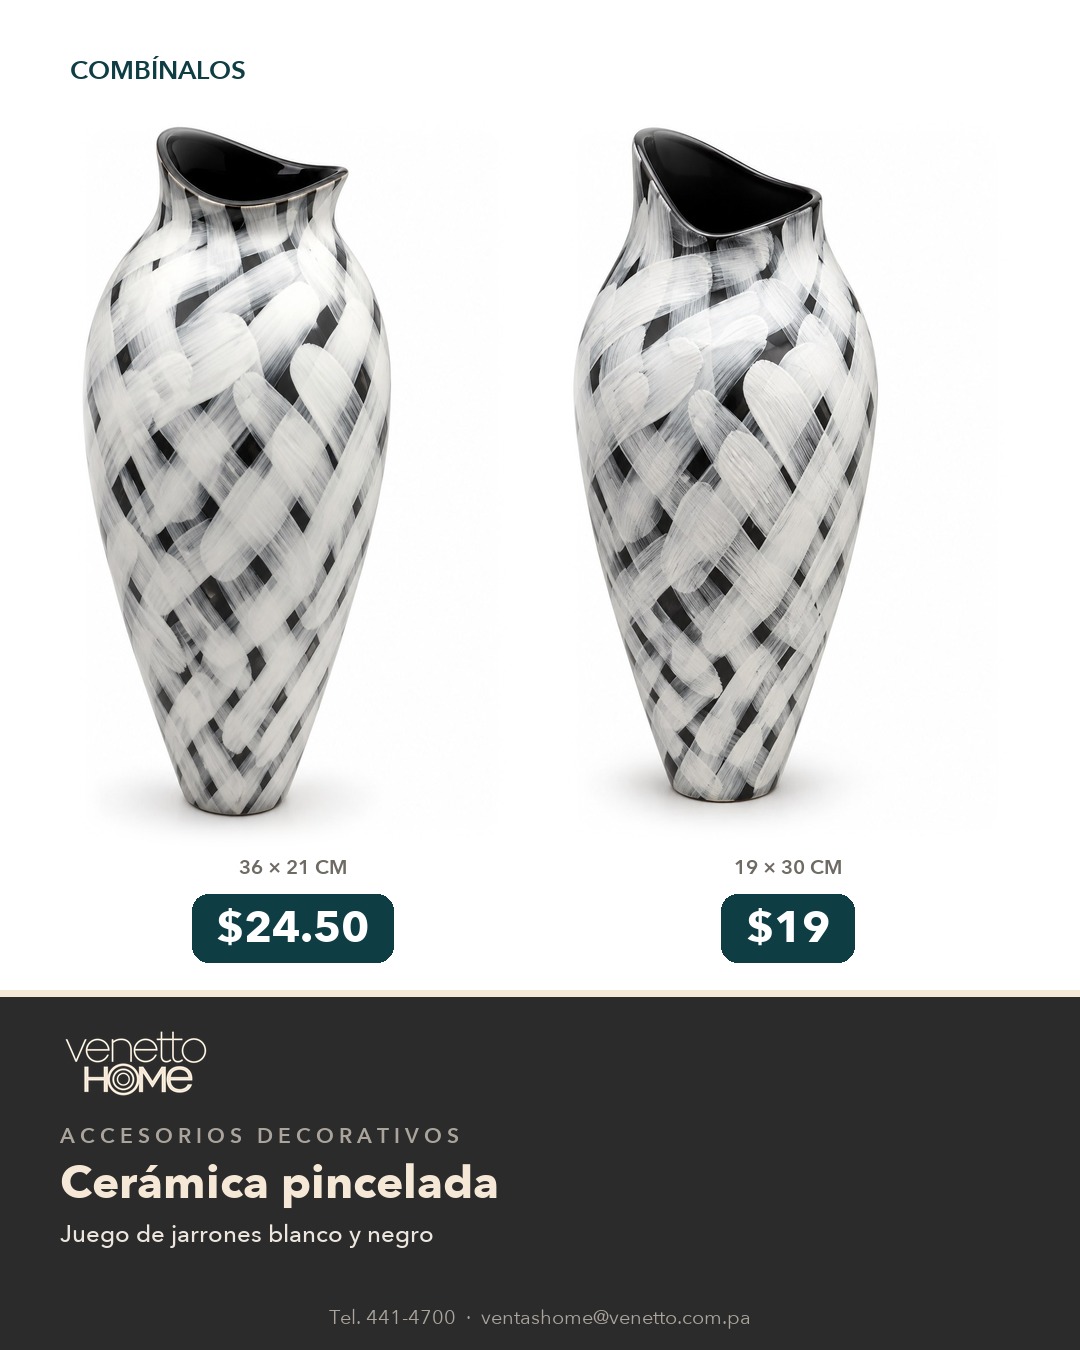 COMBÍNALOS
36 × 21 CM
$24.50
19 × 30 CM
$19
venetto
HOME
ACCESORIOS DECORATIVOS
Cerámica pincelada
Juego de jarrones blanco y negro
Tel. 441-4700 · ventashome@venetto.com.pa